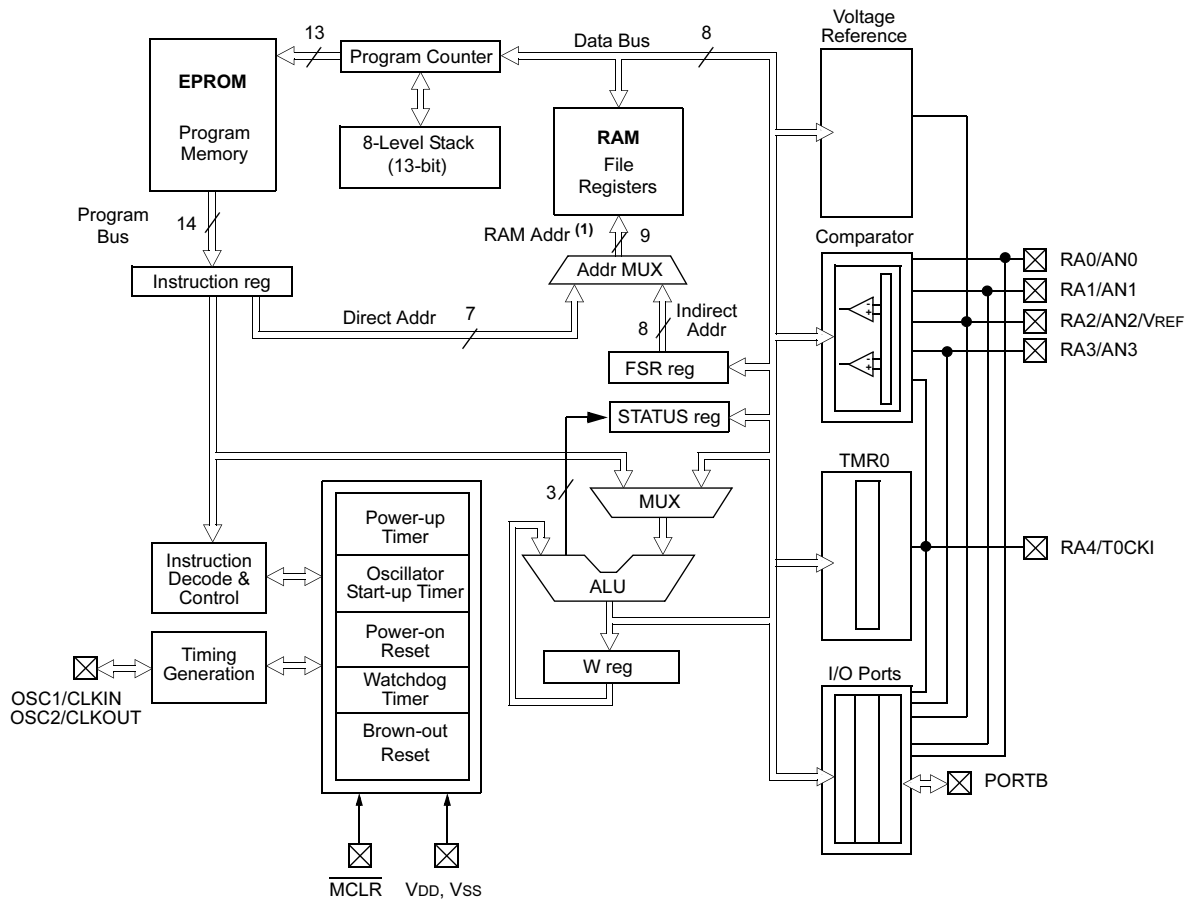 Voltage
Reference
13
Data Bus
8
Program Counter
EPROM
Program
Memory
8-Level Stack
(13-bit)
RAM
File
Registers
Program
Bus
14
RAM Addr (1)
9
Comparator
Addr MUX
Instruction reg
Direct Addr
7
8
Indirect
Addr
FSR reg
STATUS reg
- +
- +
RA0/AN0
RA1/AN1
RA2/AN2/VREF
RA3/AN3
TMR0
3
MUX
Power-up
Timer
Instruction
Decode &
Control
Oscillator
Start-up Timer
ALU
RA4/T0CKI
Power-on
Reset
Timing
Generation
W reg
I/O Ports
Watchdog
Timer
OSC1/CLKIN
OSC2/CLKOUT
Brown-out
Reset
PORTB
MCLR
VDD, VSS